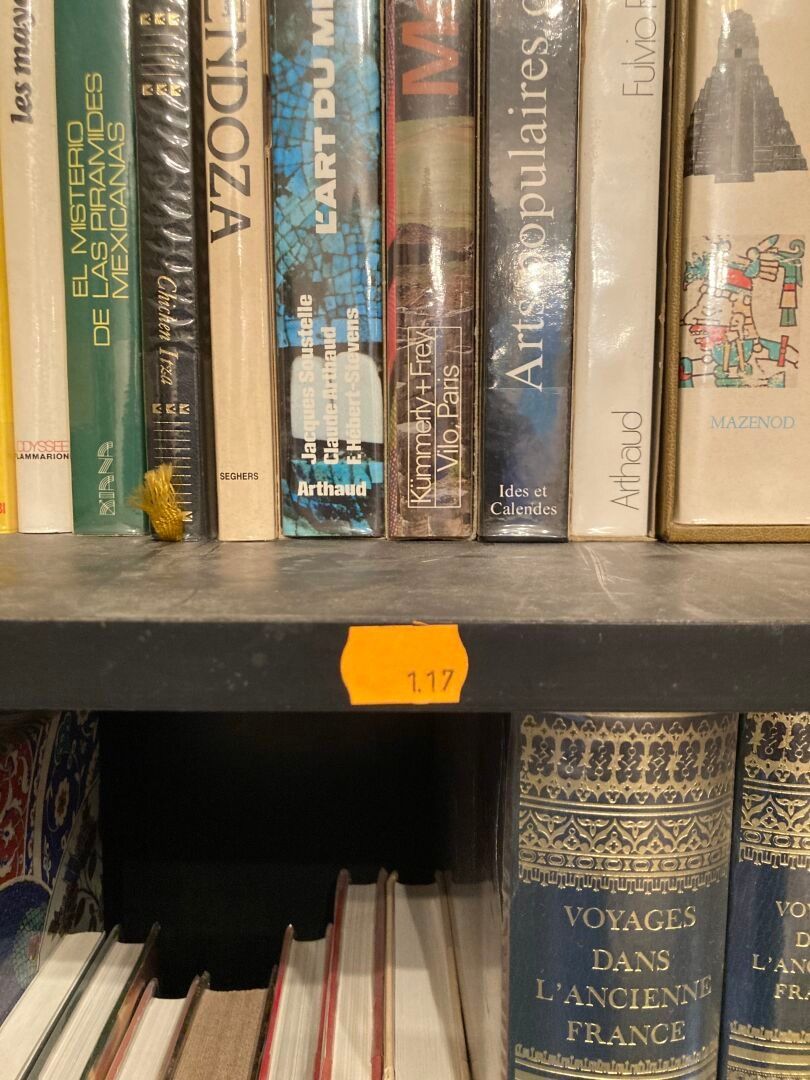 les maya
ODYSSEE
FLAMMARION
EL MISTERIO
DE LAS PIRAMIDES
MEXICANAS
DIANA
Chichen Itza
ENDOZA
SEGHERS
L'ART DU
Jacques Soustelle
Claude Arthaud
F. Hébert-Stevens
Arthaud
Kümmerly+Frey
Vilo, Paris
Arts populaires
Ides et
Calendes
Fulvio
Arthaud
MAZENOD
1.17
VOYAGES
DANS
L'ANCIENNE
FRANCE
VO
D
L'ANC
FRA